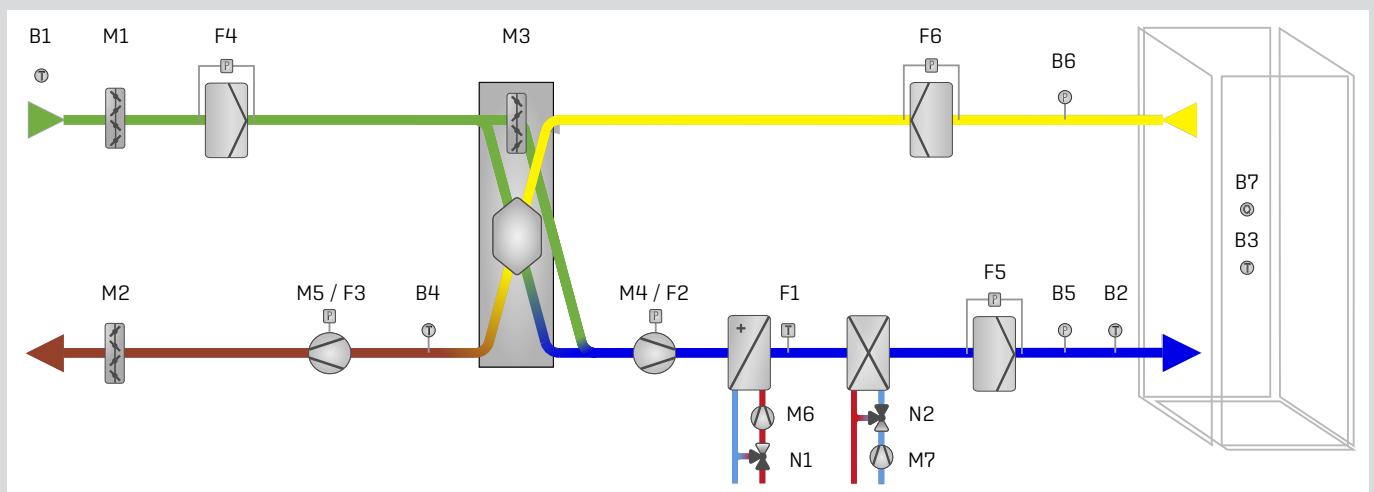 B1 M1 F4 M3 F6 B6
T P P P
B7
Q
B3
T
M2 M5 / F3 B4 M4 / F2 F1 F5 B5 B2
P T P T P P T
+
M6 N2
N1 M7